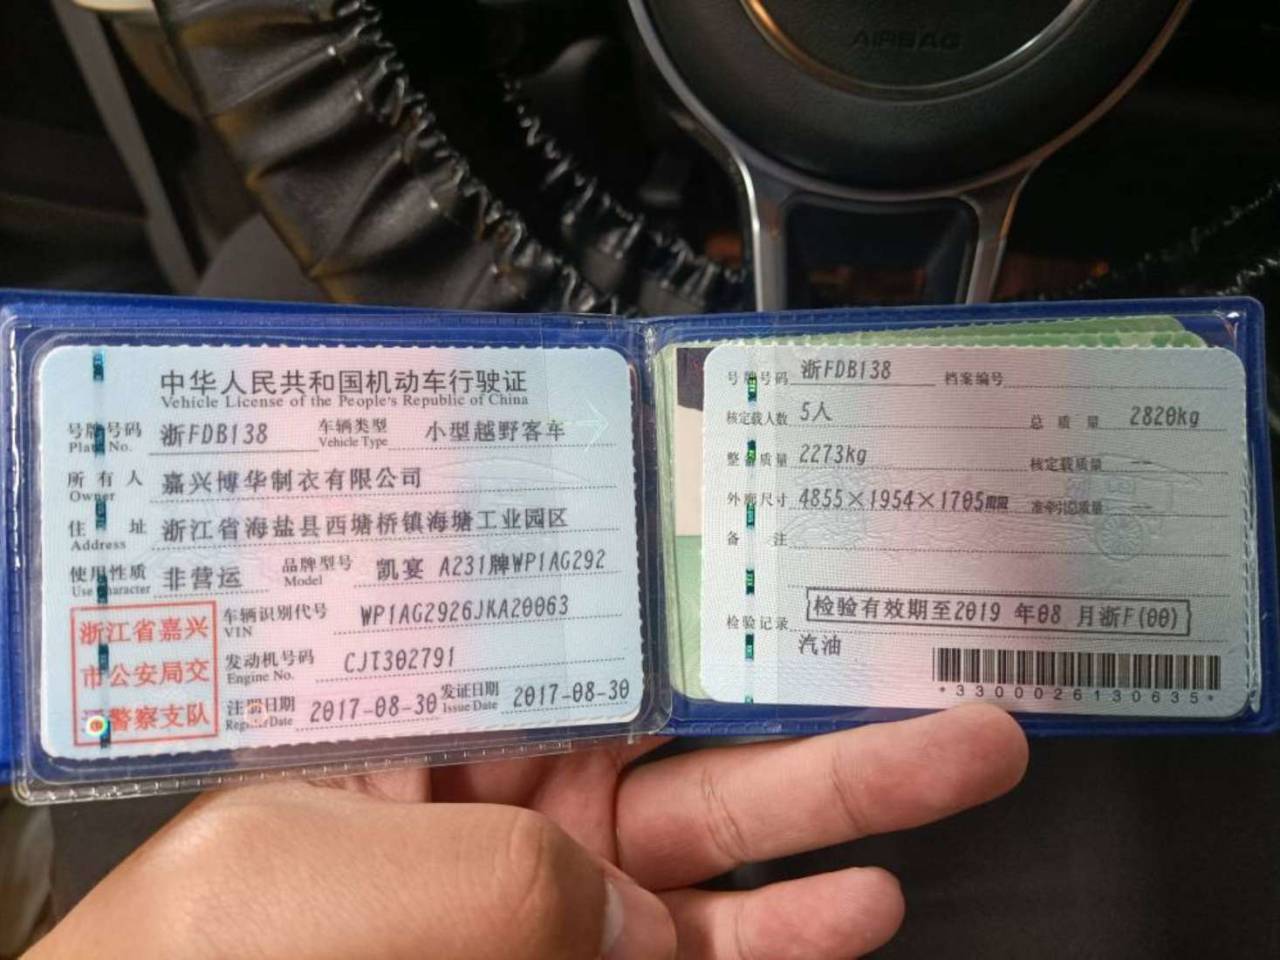 AIRBAG
中华人民共和国机动车行驶证
Vehicle License of the People's Republic of China
号牌号码 浙FDB138 车辆类型 小型越野客车
Plate No. Vehicle Type
所有人 嘉兴博华制衣有限公司
Owner
住址 浙江省海盐县西塘桥镇海塘工业园区
Address
使用性质 非营运 品牌型号 凯宴 A231牌WP1AG292
Use Character Model
浙江省嘉兴
市公安局交
通警察支队
车辆识别代号 WP1AG2926JKA20063
VIN
发动机号码 CJT302791
Engine No.
注册日期 2017-08-30 发证日期 2017-08-30
Register Date Issue Date
号牌号码 浙FDB138 档案编号
核定载人数 5人 总质量 2820kg
整备质量 2273kg 核定载质量 --
外廓尺寸 4855×1954×1705 准牵引总质量 --
备注
检验记录 检验有效期至2019 年08 月浙F(00)
汽油
*3300026130635*